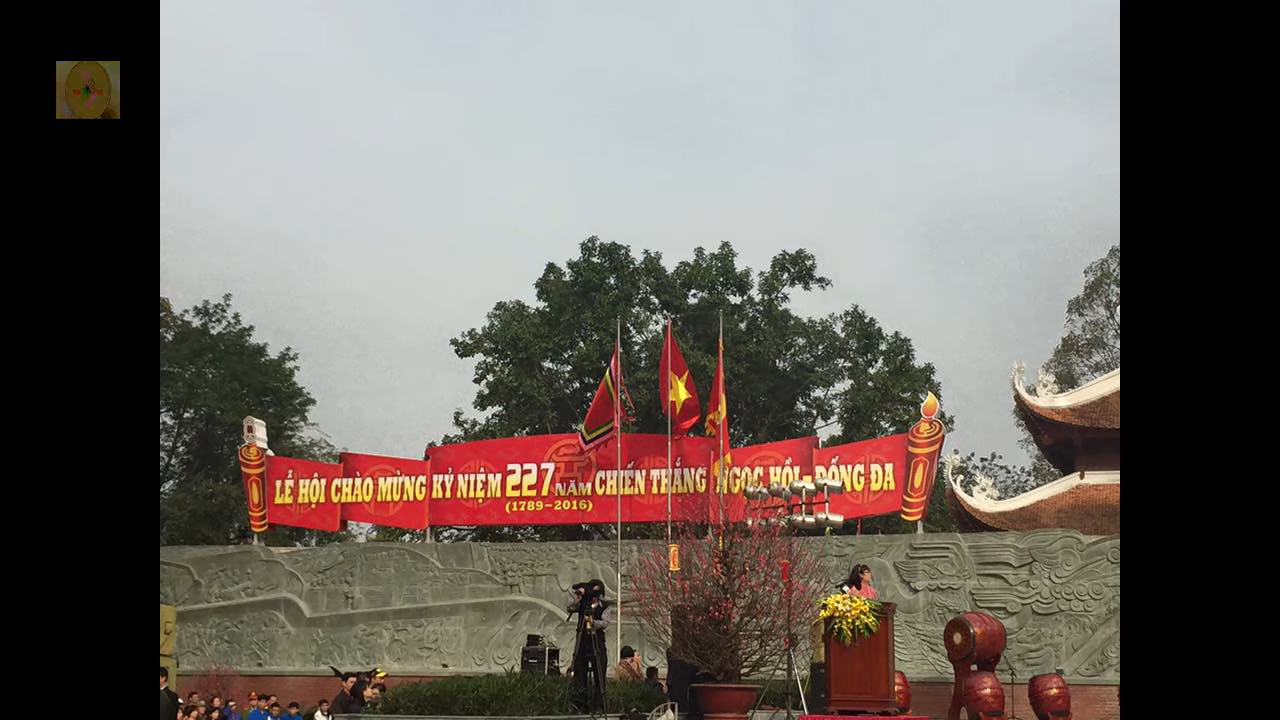 LỄ HỘI CHÀO MỪNG KỶ NIỆM 227 NĂM CHIẾN THẮNG NGỌC HỒI - ĐỐNG ĐA
(1789-2016)